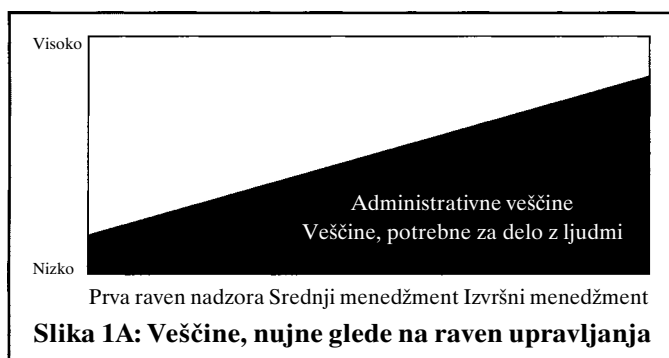 Visoko
Administrativne veščine
Veščine, potrebne za delo z ljudmi
Nizko
Prva raven nadzora Srednji menedžment Izvršni menedžment
Slika 1A: Veščine, nujne glede na raven upravljanja